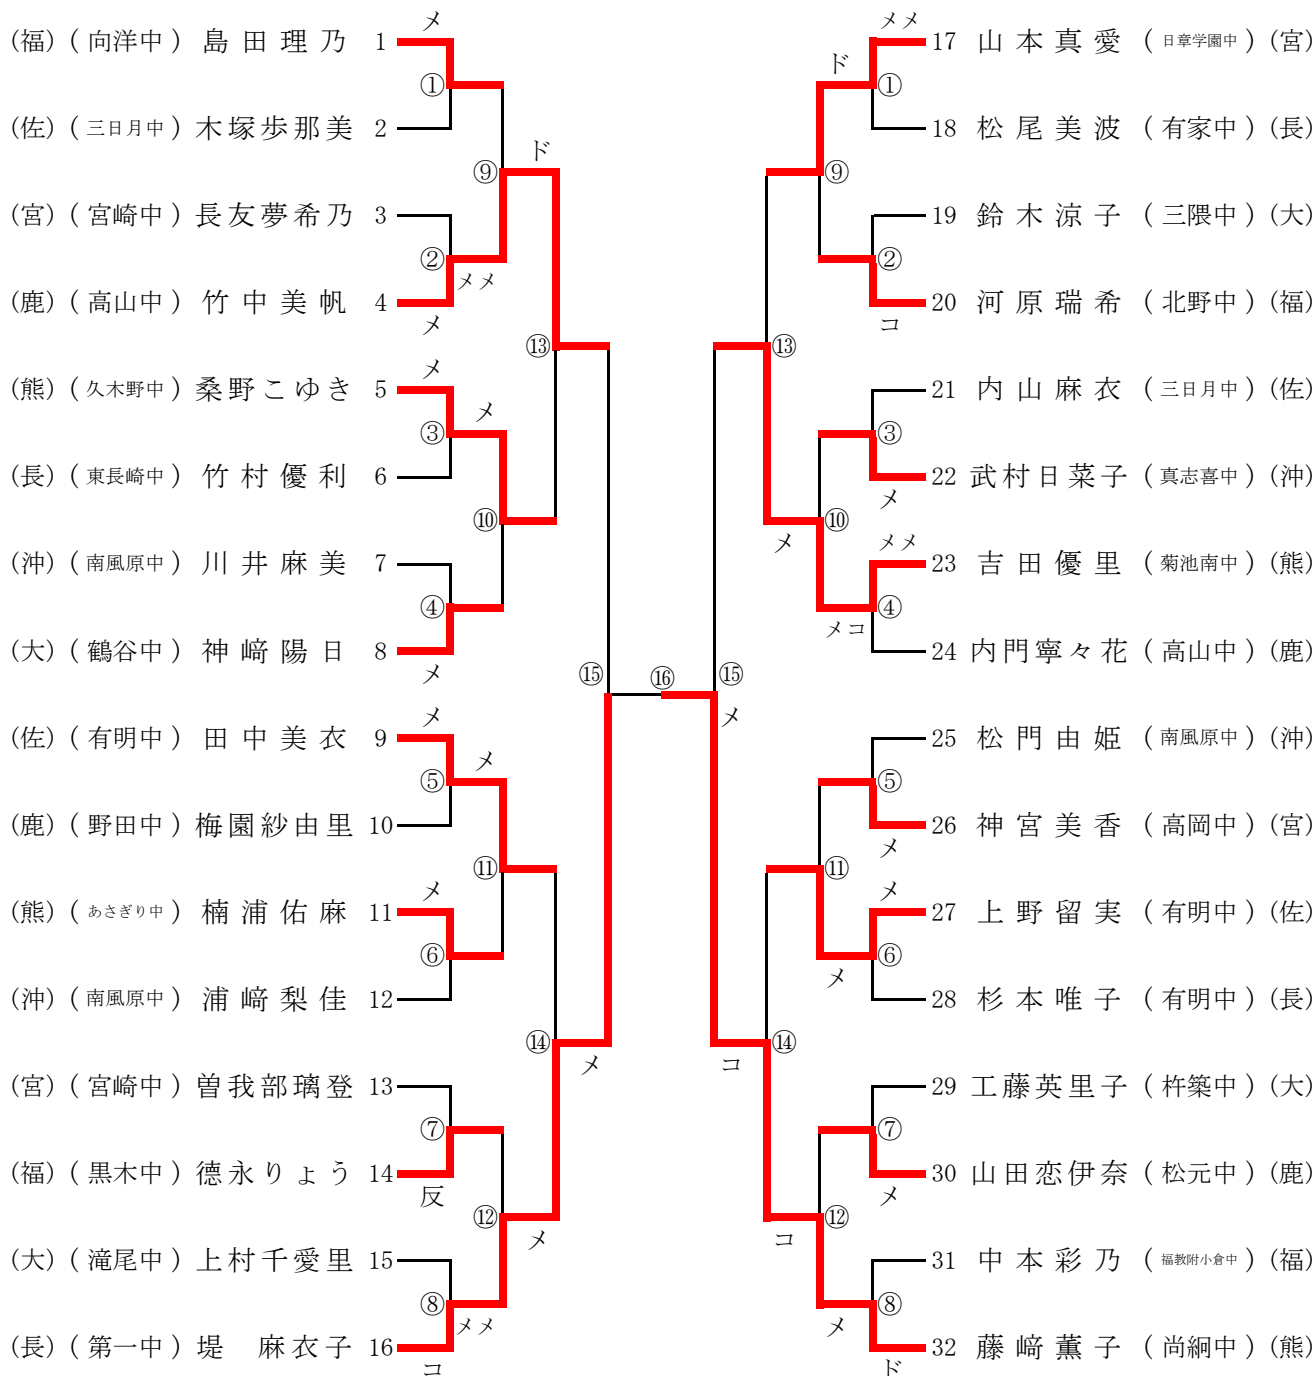 メ
(福) ( 向洋中 ) 島田理乃 1
①
(佐) ( 三日月中 ) 木塚歩那美 2
ド
⑨
(宮) ( 宮崎中 ) 長友夢希乃 3
②
メメ
(鹿) ( 高山中 ) 竹中美帆 4
メ
⑬
メ
(熊) ( 久木野中 ) 桑野こゆき 5
メ
③
(長) ( 東長崎中 ) 竹村優利 6
⑩
(沖) ( 南風原中 ) 川井麻美 7
④
(大) ( 鶴谷中 ) 神﨑陽日 8
メ
⑮
メ
(佐) ( 有明中 ) 田中美衣 9
メ
⑤
(鹿) ( 野田中 ) 梅園紗由里 10
⑪
メ
(熊) ( あさぎり中 ) 楠浦佑麻 11
⑥
(沖) ( 南風原中 ) 浦﨑梨佳 12
⑭
メ
(宮) ( 宮崎中 ) 曽我部璃登 13
⑦
(福) ( 黒木中 ) 德永りょう 14
反
⑫
メ
(大) ( 滝尾中 ) 上村千愛里 15
⑧
メメ
(長) ( 第一中 ) 堤 麻衣子 16
コ
⑯
メメ
17 山本真愛 ( 日章学園中 ) (宮)
ド
①
18 松尾美波 ( 有家中 ) (長)
⑨
19 鈴木涼子 ( 三隈中 ) (大)
②
20 河原瑞希 ( 北野中 ) (福)
コ
⑬
21 内山麻衣 ( 三日月中 ) (佐)
③
22 武村日菜子 ( 真志喜中 ) (沖)
メ
⑩
メ
メメ
23 吉田優里 ( 菊池南中 ) (熊)
④
メコ
24 内門寧々花 ( 高山中 ) (鹿)
⑮
メ
25 松門由姫 ( 南風原中 ) (沖)
⑤
26 神宮美香 ( 高岡中 ) (宮)
メ
⑪
メ
27 上野留実 ( 有明中 ) (佐)
⑥
メ
28 杉本唯子 ( 有明中 ) (長)
⑭
コ
29 工藤英里子 ( 杵築中 ) (大)
⑦
30 山田恋伊奈 ( 松元中 ) (鹿)
メ
⑫
コ
31 中本彩乃 ( 福教附小倉中 ) (福)
⑧
メ
32 藤﨑薫子 ( 尚絅中 ) (熊)
ド